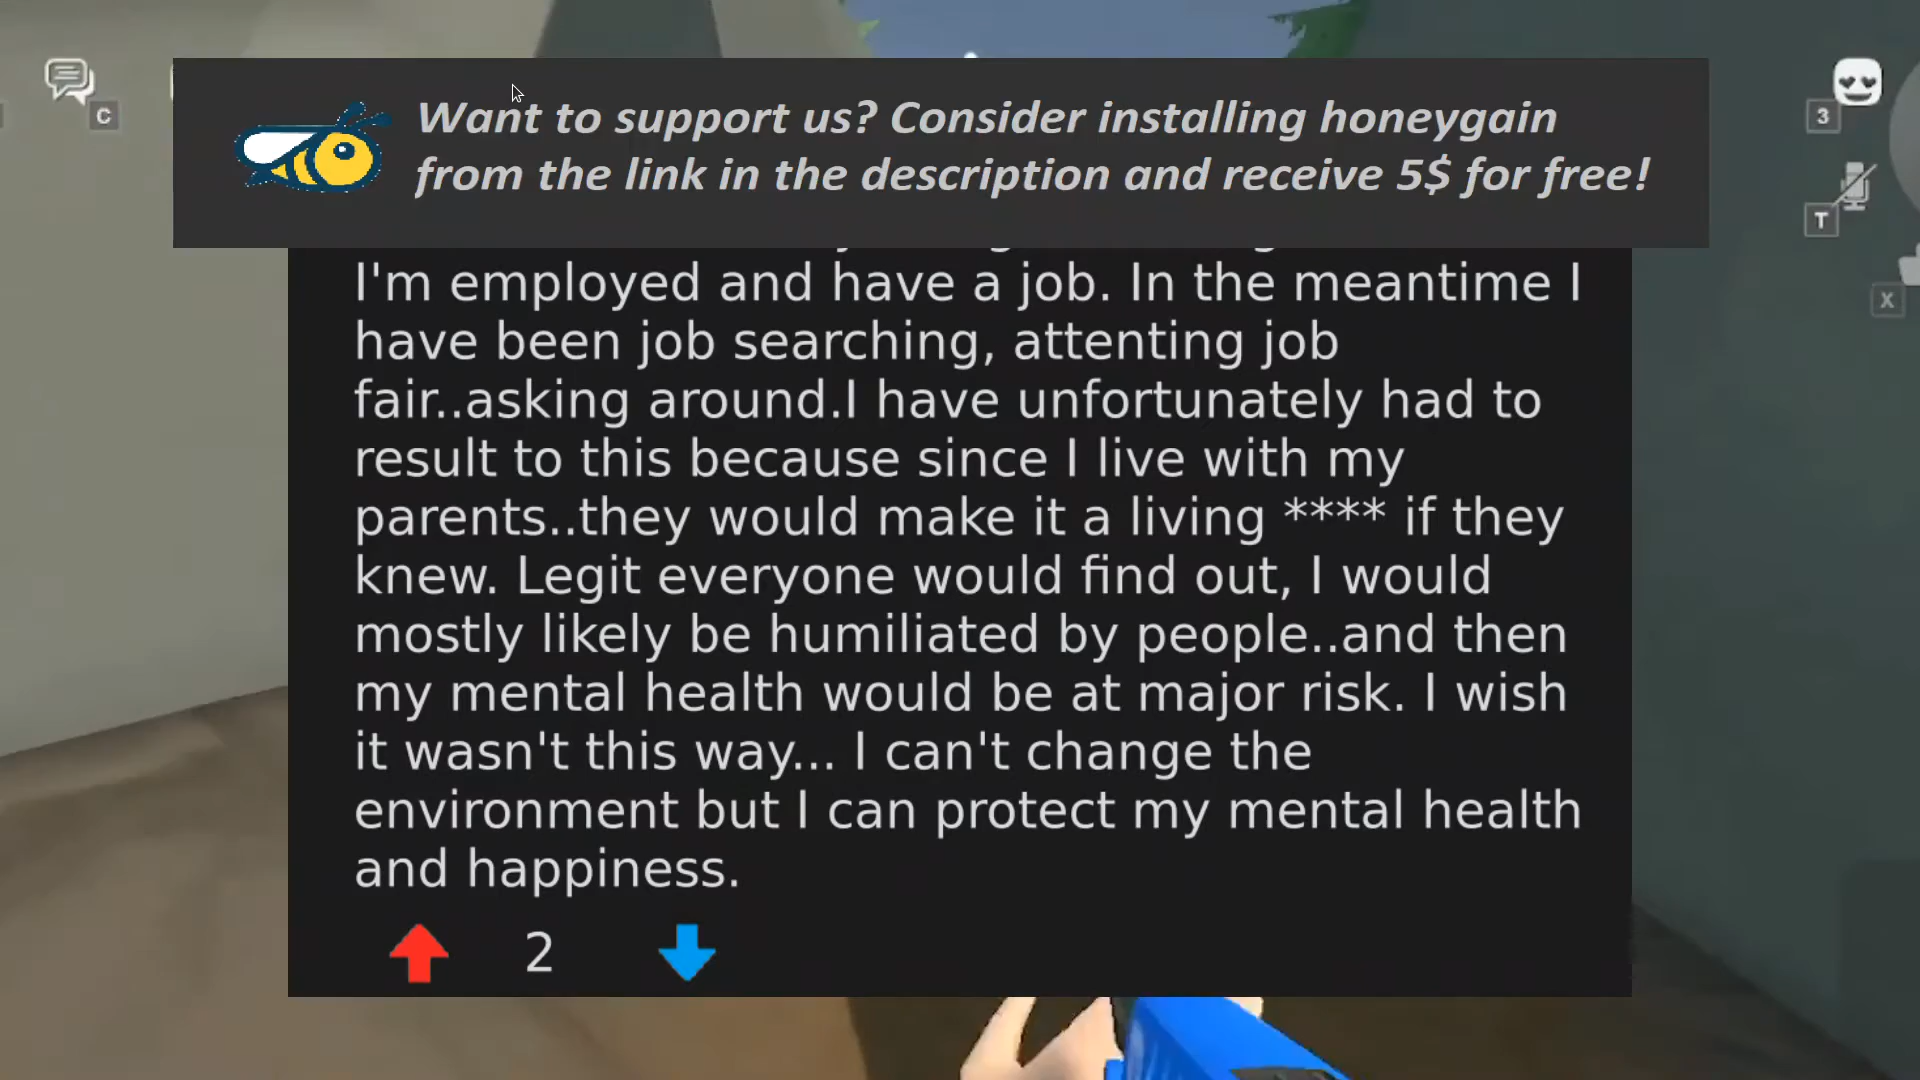 C
Want to support us? Consider installing honeygain
from the link in the description and receive 5$ for free!
3
T
X
I'm employed and have a job. In the meantime I
have been job searching, attenting job
fair..asking around.I have unfortunately had to
result to this because since I live with my
parents..they would make it a living **** if they
knew. Legit everyone would find out, I would
mostly likely be humiliated by people..and then
my mental health would be at major risk. I wish
it wasn't this way... I can't change the
environment but I can protect my mental health
and happiness.
2